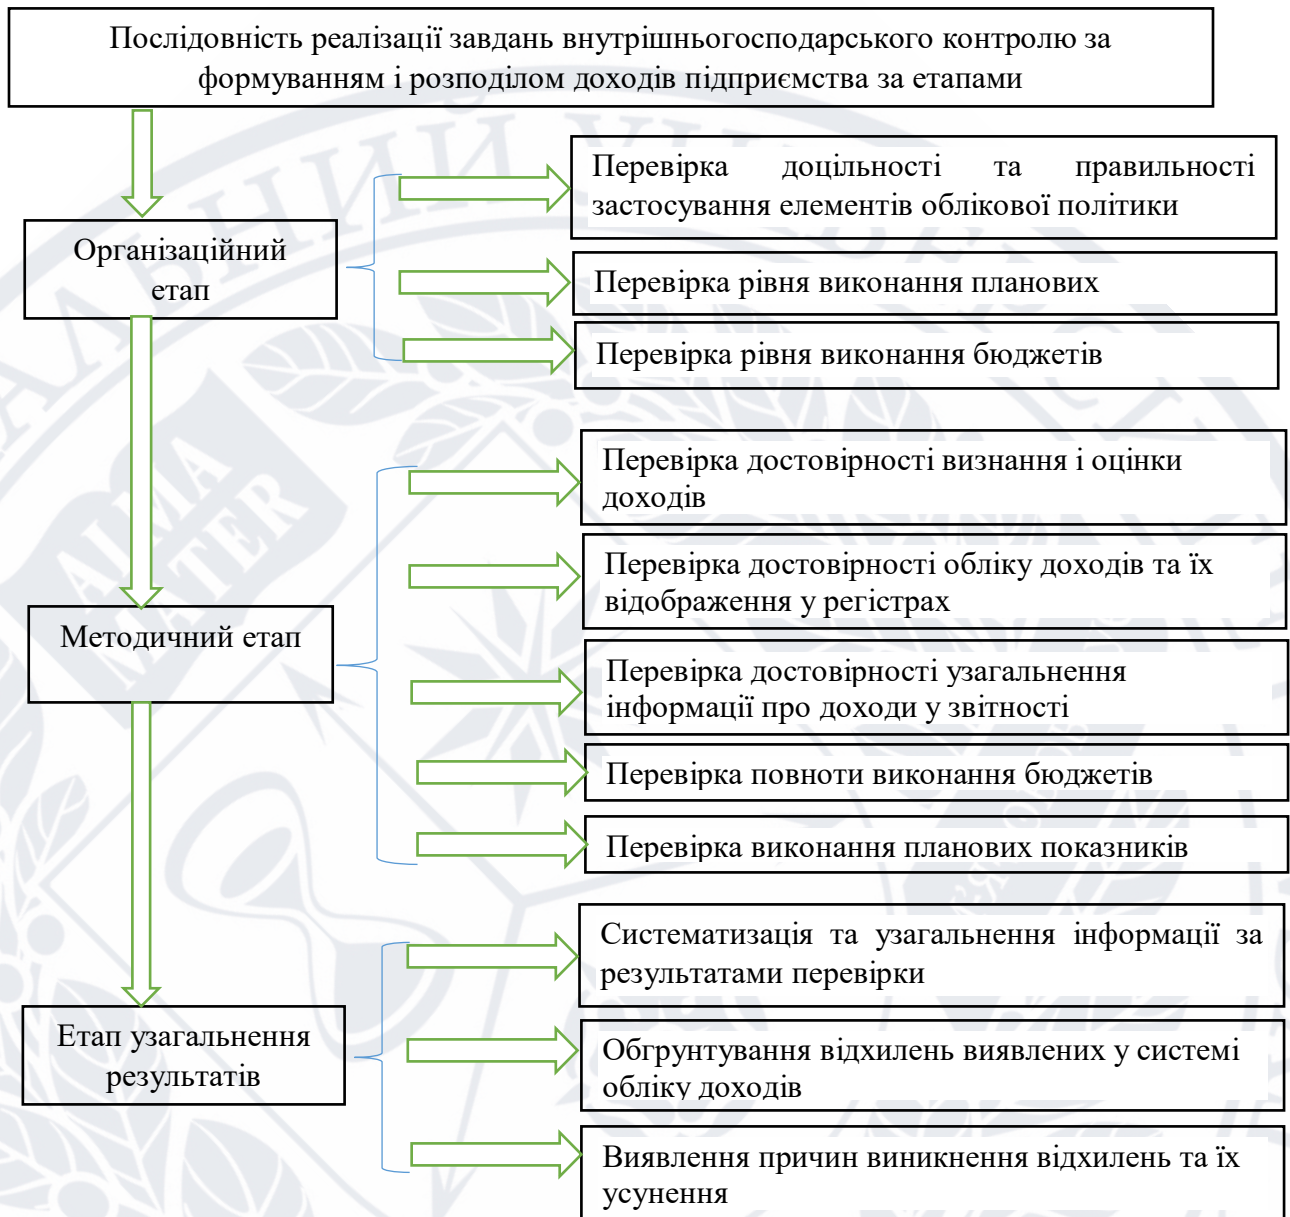 Послідовність реалізації завдань внутрішньогосподарського контролю за
формуванням і розподілом доходів підприємства за етапами
Організаційний
етап
Перевірка доцільності та правильності
застосування елементів облікової політики
Перевірка рівня виконання планових
Перевірка рівня виконання бюджетів
Методичний етап
Перевірка достовірності визнання і оцінки
доходів
Перевірка достовірності обліку доходів та їх
відображення у регістрах
Перевірка достовірності узагальнення
інформації про доходи у звітності
Перевірка повноти виконання бюджетів
Перевірка виконання планових показників
Етап узагальнення
результатів
Систематизація та узагальнення інформації за
результатами перевірки
Обгрунтування відхилень виявлених у системі
обліку доходів
Виявлення причин виникнення відхилень та їх
усунення
ALMA
MATER